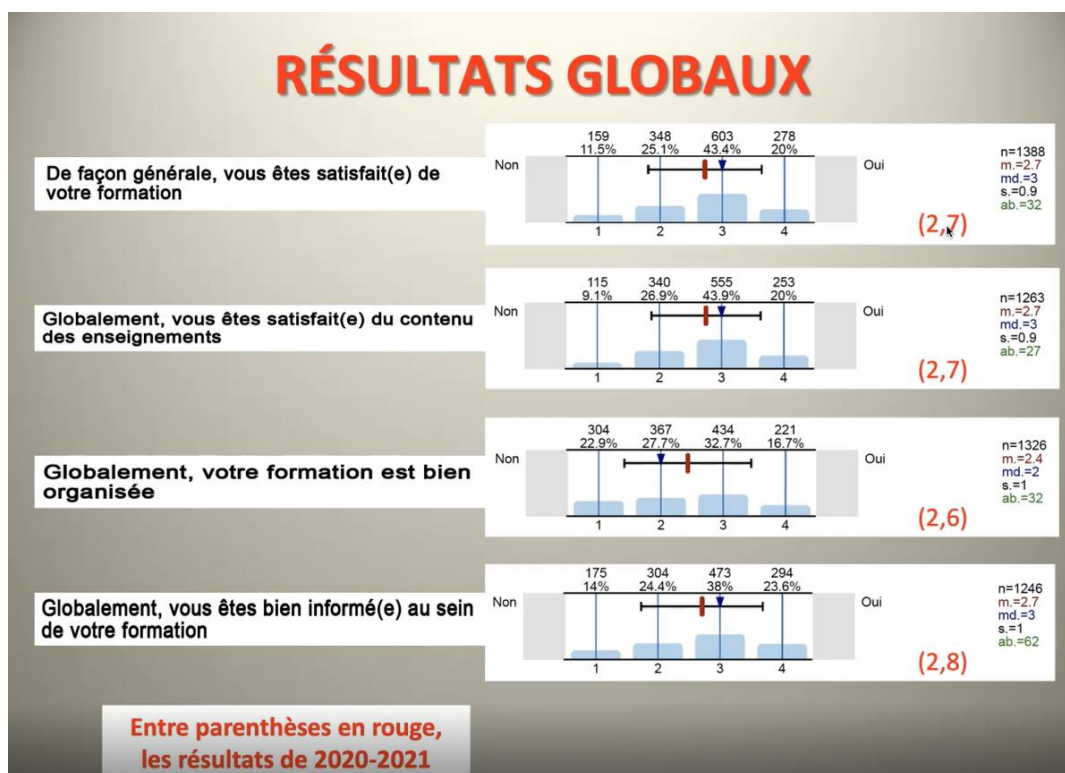 RÉSULTATS GLOBAUX
De façon générale, vous êtes satisfait(e) de
votre formation
159 348 603 278
11.5% 25.1% 43.4% 20%
Non
Oui
1 2 3 4
n=1388
m.=2.7
md.=3
s.=0.9
ab.=32
(2,7)
Globalement, vous êtes satisfait(e) du contenu
des enseignements
115 340 555 253
9.1% 26.9% 43.9% 20%
Non
Oui
1 2 3 4
n=1263
m.=2.7
md.=3
s.=0.9
ab.=27
(2,7)
Globalement, votre formation est bien
organisée
304 367 434 221
22.9% 27.7% 32.7% 16.7%
Non
Oui
1 2 3 4
n=1326
m.=2.4
md.=2
s.=1
ab.=32
(2,6)
Globalement, vous êtes bien informé(e) au sein
de votre formation
175 304 473 294
14% 24.4% 38% 23.6%
Non
Oui
1 2 3 4
n=1246
m.=2.7
md.=3
s.=1
ab.=62
(2,8)
Entre parenthèses en rouge,
les résultats de 2020-2021